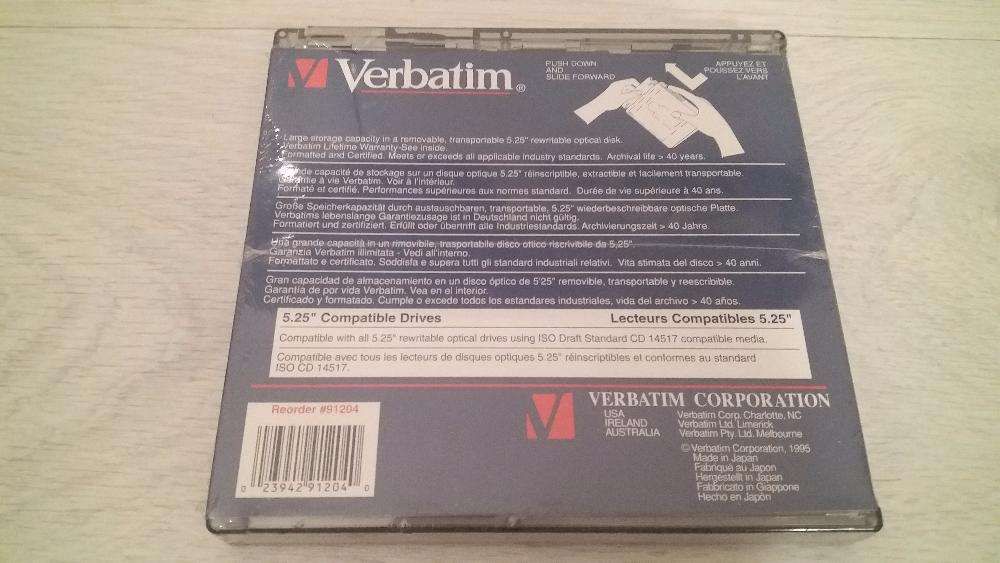 Verbatim®
PUSH DOWN
AND
SLIDE FORWARD
APPUYEZ ET
POUSSEZ VERS
L'AVANT
Large storage capacity in a removable, transportable 5.25" rewritable optical disk.
Verbatim Lifetime Warranty-See inside.
Formatted and Certified. Meets or exceeds all applicable industry standards. Archival life > 40 years.
de capacité de stockage sur un disque optique 5.25" réinscriptible, extractible et facilement transportable.
Garantie à vie Verbatim. Voir à l'intérieur.
Formaté et certifié. Performances supérieures aux normes standard. Durée de vie supérieure à 40 ans.
Große Speicherkapazität durch austauschbaren, transportable, 5.25" wiederbeschreibbare optische Platte.
Verbatims lebenslange Garantiezusage ist in Deutschland nicht gültig.
Formatiert und zertifiziert. Erfüllt oder übertrifft alle Industriestandards. Archivierungszeit > 40 Jahre.
Una grande capacità in un rimovibile, trasportabile disco ottico riscrivibile da 5,25".
Garanzia Verbatim illimitata - Vedi all'interno.
Formattato e certificato. Soddisfa e supera tutti gli standard industriali relativi. Vita stimata del disco > 40 anni.
Gran capacidad de almacenamiento en un disco óptico de 5'25" removible, transportable y reescribible.
Garantía de por vida Verbatim. Vea en el interior.
Certificado y formatado. Cumple o excede todos los estandares industriales, vida del archivo > 40 años.
5.25" Compatible Drives
Lecteurs Compatibles 5.25"
Compatible with all 5.25" rewritable optical drives using ISO Draft Standard CD 14517 compatible media.
Compatible avec tous les lecteurs de disques optiques 5.25" réinscriptibles et conformes au standard
ISO CD 14517.
Reorder #91204
0 23942 91204 0
VERBATIM CORPORATION
USA Verbatim Corp. Charlotte, NC
IRELAND Verbatim Ltd. Limerick
AUSTRALIA Verbatim Pty. Ltd. Melbourne
© Verbatim Corporation, 1995
Made in Japan
Fabriqué au Japon
Hergestellt in Japan
Fabbricato in Giappone
Hecho en Japón